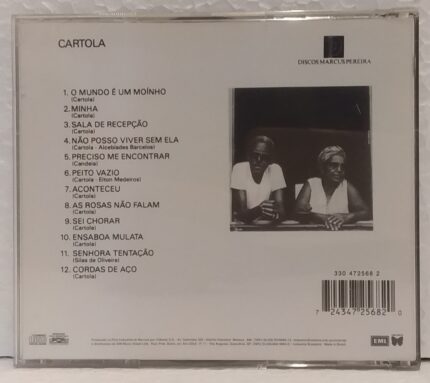 CARTOLA
DISCOS MARCUS PEREIRA
1. O MUNDO É UM MOÍNHO
(Cartola)
2. MINHA
(Cartola)
3. SALA DE RECEPÇÃO
(Cartola)
4. NÃO POSSO VIVER SEM ELA
(Cartola - Alcebíades Barcelos)
5. PRECISO ME ENCONTRAR
(Candeia)
6. PEITO VAZIO
(Cartola - Elton Medeiros)
7. ACONTECEU
(Cartola)
8. AS ROSAS NÃO FALAM
(Cartola)
9. SEI CHORAR
(Cartola)
10. ENSABOA MULATA
(Cartola)
11. SENHORA TENTAÇÃO
(Silas de Oliveira)
12. CORDAS DE AÇO
(Cartola)
330 472568 2
7 24347 25682 0
EMI